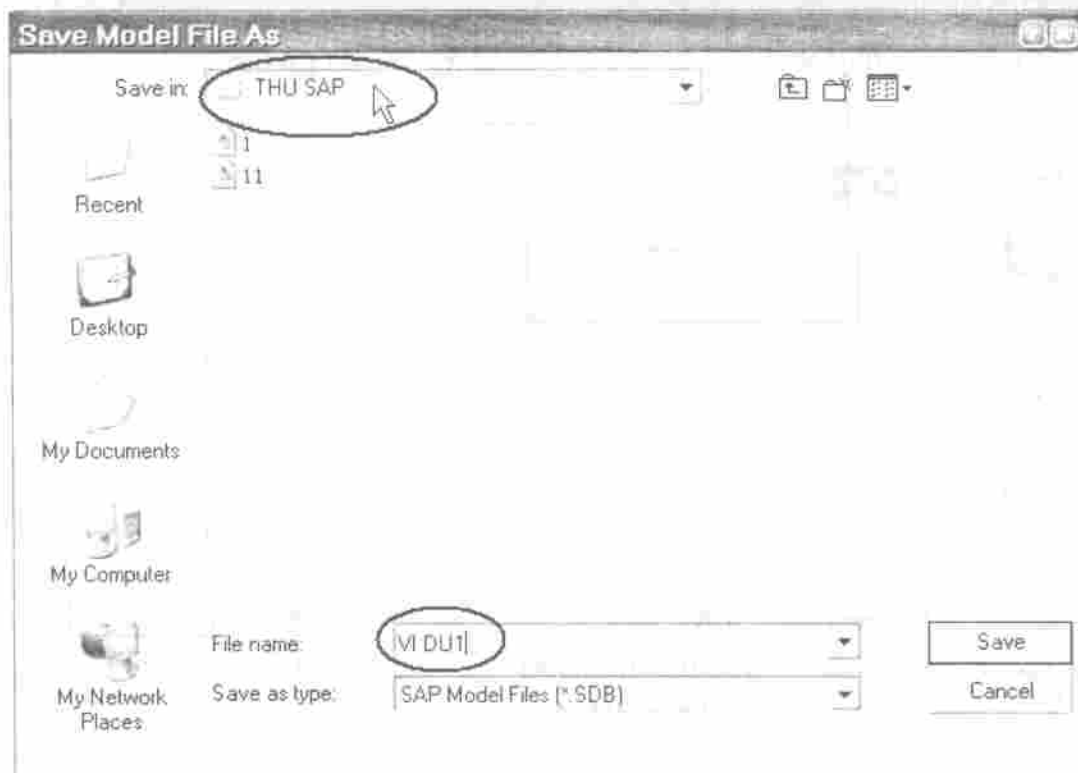 Save Model File As
Save in: THU SAP
1
11
Recent
Desktop
My Documents
My Computer
My Network Places
File name: VI DU1
Save as type: SAP Model Files (*.SDB)
Save
Cancel